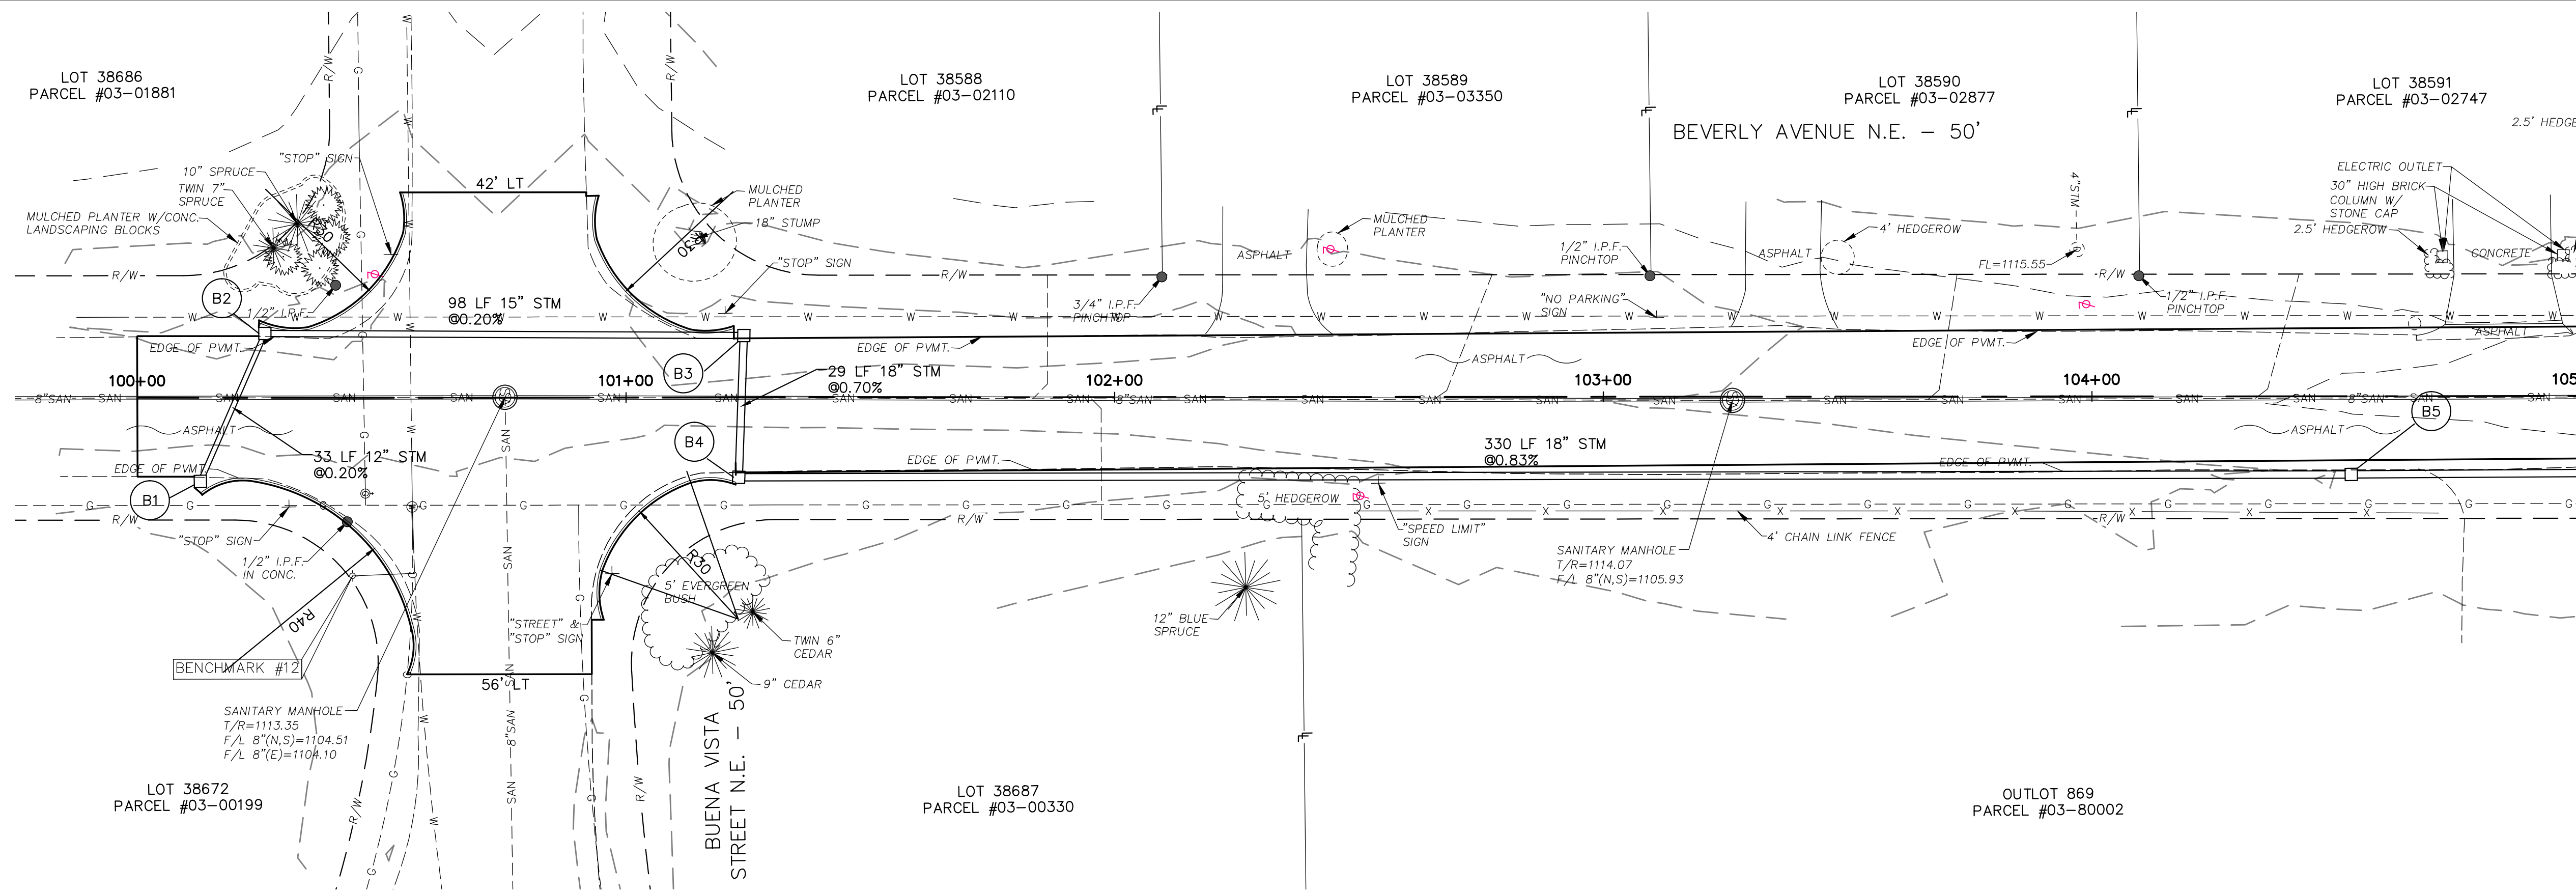 LOT 38686
PARCEL #03-01881
LOT 38588
PARCEL #03-02110
LOT 38589
PARCEL #03-03350
LOT 38590
PARCEL #03-02877
LOT 38591
PARCEL #03-02747
BEVERLY AVENUE N.E. - 50'
2.5' HEDGE
"STOP" SIGN
10" SPRUCE
TWIN 7"
SPRUCE
MULCHED PLANTER W/CONC.
LANDSCAPING BLOCKS
42' LT
MULCHED
PLANTER
18" STUMP
R30
"STOP" SIGN
MULCHED
PLANTER
ASPHALT
1/2" I.P.F.
PINCHTOP
ASPHALT
4' HEDGEROW
4"STM
FL=1115.55
ELECTRIC OUTLET
30" HIGH BRICK
COLUMN W/
STONE CAP
2.5' HEDGEROW
CONCRETE
R/W
R/W
R/W
B2
1/2" I.P.F.
98 LF 15" STM
@0.20%
3/4" I.P.F.
PINCHTOP
"NO PARKING"
SIGN
1/2" I.P.F.
PINCHTOP
EDGE OF PVMT.
EDGE OF PVMT.
EDGE OF PVMT.
ASPHALT
B3
29 LF 18" STM
@0.70%
ASPHALT
100+00
101+00
102+00
103+00
104+00
105
8"SAN
8"SAN
8"SAN
B5
ASPHALT
ASPHALT
B4
33 LF 12" STM
@0.20%
330 LF 18" STM
@0.83%
EDGE OF PVMT.
EDGE OF PVMT.
EDGE OF PVMT.
B1
5' HEDGEROW
R/W
R/W
R/W
"STOP" SIGN
1/2" I.P.F.
IN CONC.
"SPEED LIMIT"
SIGN
4' CHAIN LINK FENCE
SANITARY MANHOLE
T/R=1114.07
F/L 8"(N,S)=1105.93
R30
5' EVERGREEN
BUSH
R40
12" BLUE
SPRUCE
"STREET" &
"STOP" SIGN
TWIN 6"
CEDAR
BENCHMARK #12
56' LT
9" CEDAR
SANITARY MANHOLE
T/R=1113.35
F/L 8"(N,S)=1104.51
F/L 8"(E)=1104.10
8"SAN
BUENA VISTA
STREET N.E. - 50'
LOT 38672
PARCEL #03-00199
LOT 38687
PARCEL #03-00330
OUTLOT 869
PARCEL #03-80002